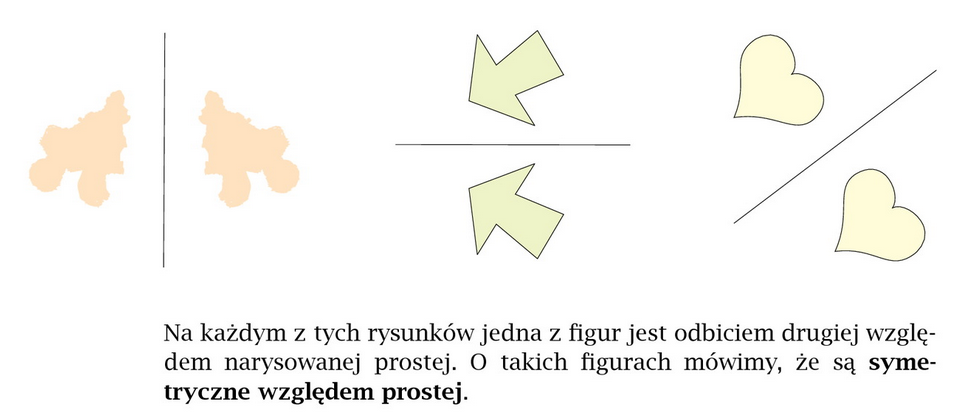 Na każdym z tych rysunków jedna z figur jest odbiciem drugiej wzglę-
dem narysowanej prostej. O takich figurach mówimy, że są syme-
tryczne względem prostej.